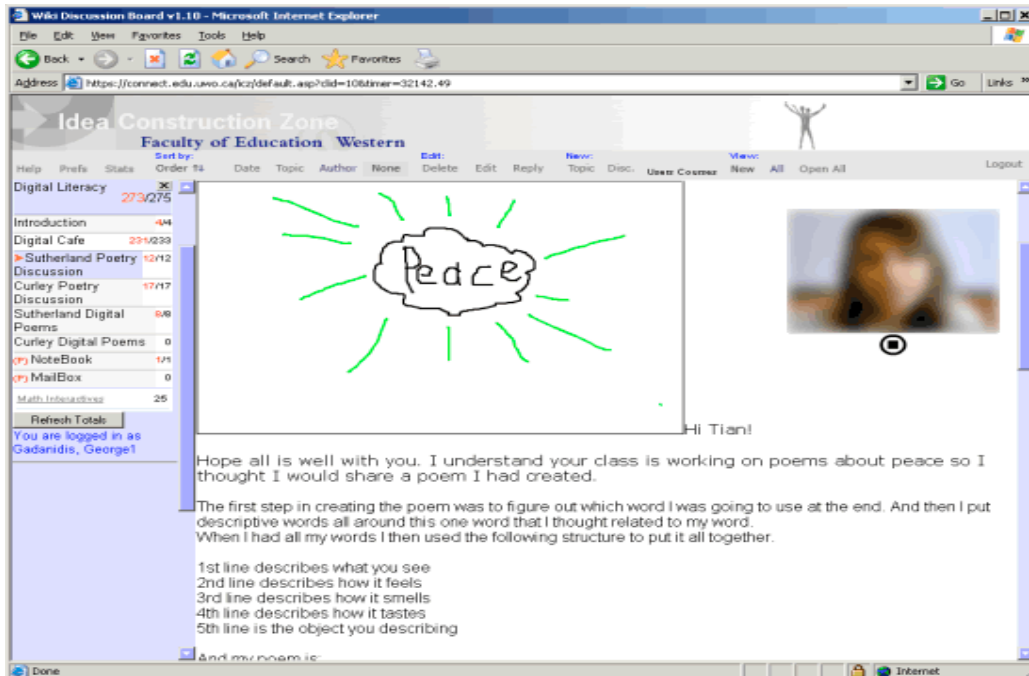 Wiki Discussion Board v1.10 - Microsoft Internet Explorer
File Edit View Favorites Tools Help
Back Search Favorites
Address https://connect.edu.uwo.ca/icz/default.asp?clid=10&timer=32142.49 Go Links »
Idea Construction Zone
Faculty of Education Western
Sort by: Edit: New: View:
Help Prefs Stats Order Date Topic Author None Delete Edit Reply Topic Disc. Users Courses New All Open All Logout
Digital Literacy
273/275
Introduction 4/4
Digital Cafe 231/233
Sutherland Poetry Discussion 12/12
Curley Poetry Discussion 17/17
Sutherland Digital Poems 8/8
Curley Digital Poems 0
(P) NoteBook 1/1
(P) MailBox 0
Math Interactives 25
Refresh Totals
You are logged in as
Gadanidis, George1
Peace
Hi Tian!
Hope all is well with you. I understand your class is working on poems about peace so I
thought I would share a poem I had created.
The first step in creating the poem was to figure out which word I was going to use at the end. And then I put
descriptive words all around this one word that I thought related to my word.
When I had all my words I then used the following structure to put it all together.
1st line describes what you see
2nd line describes how it feels
3rd line describes how it smells
4th line describes how it tastes
5th line is the object you describing
And my poem is:
Done Internet